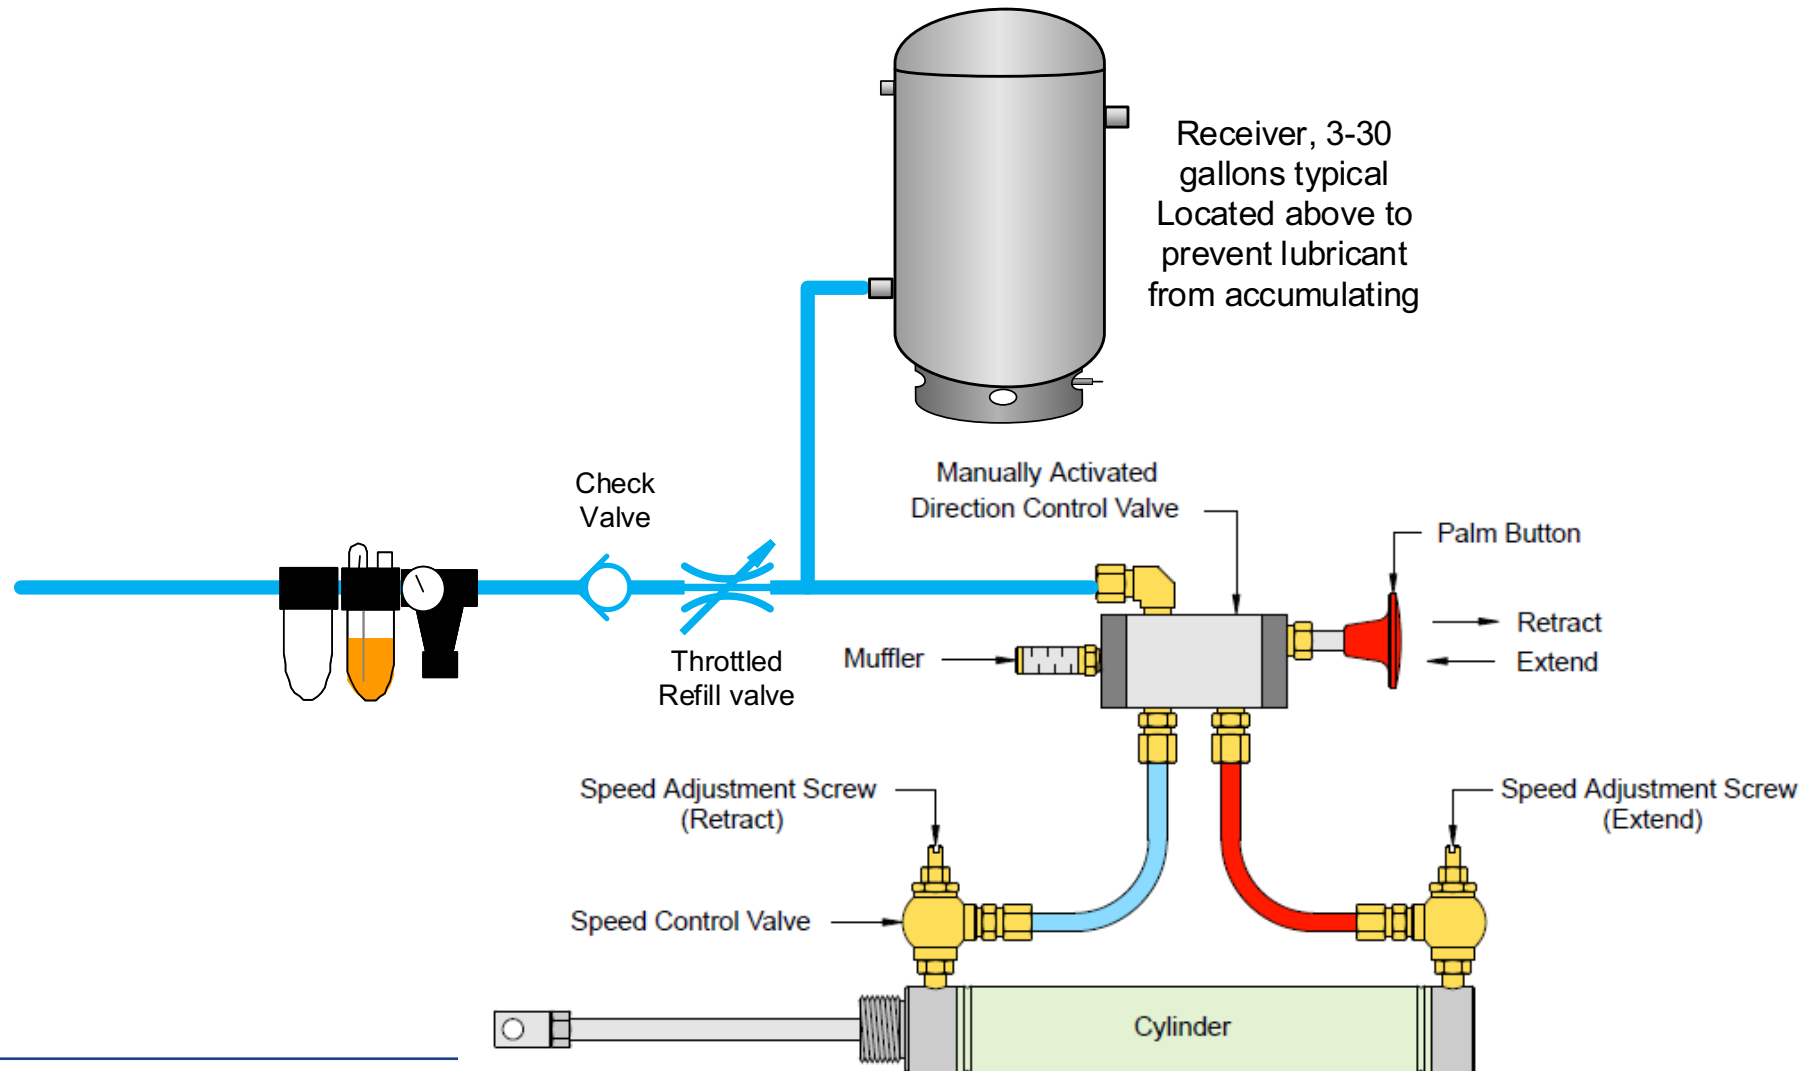 Receiver, 3-30
gallons typical
Located above to
prevent lubricant
from accumulating
Manually Activated
Direction Control Valve
Check
Valve
Palm Button
Retract
Extend
Muffler
Throttled
Refill valve
Speed Adjustment Screw
(Retract)
Speed Adjustment Screw
(Extend)
Speed Control Valve
Cylinder